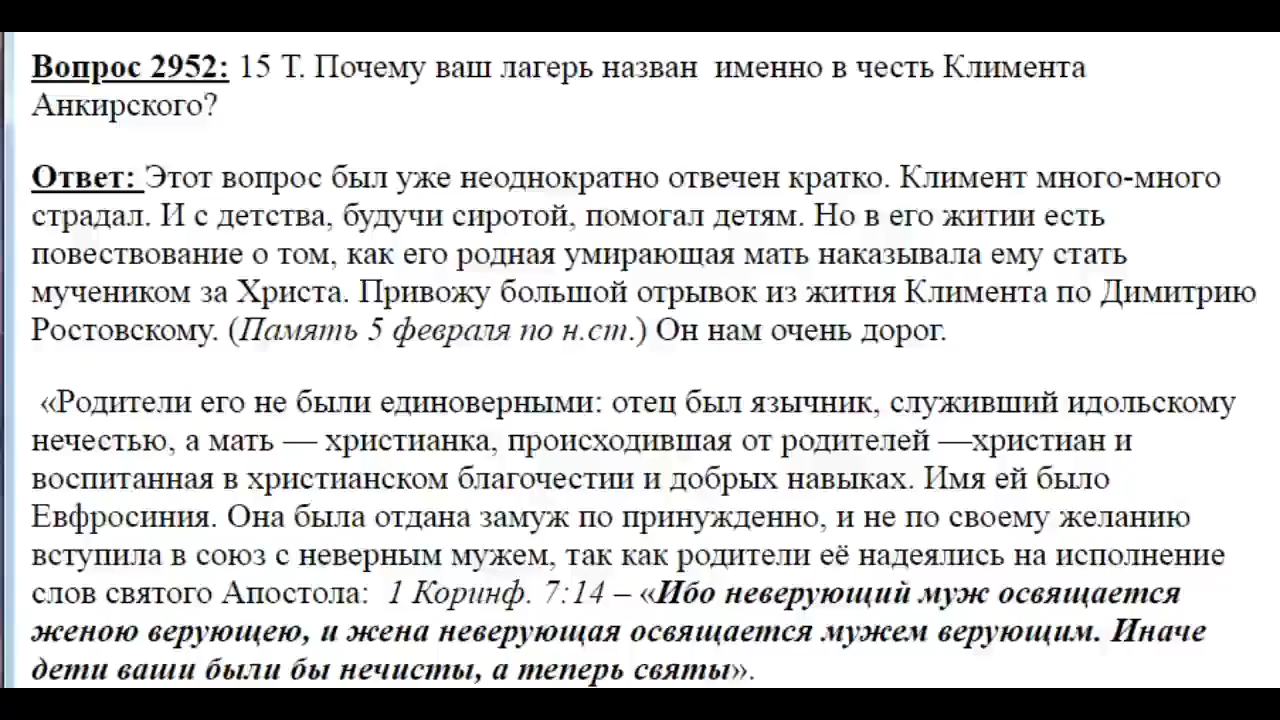 Вопрос 2952: 15 Т. Почему ваш лагерь назван  именно в честь Климента
Анкирского?
Ответ: Этот вопрос был уже неоднократно отвечен кратко. Климент много-много
страдал. И с детства, будучи сиротой, помогал детям. Но в его житии есть
повествование о том, как его родная умирающая мать наказывала ему стать
мучеником за Христа. Привожу большой отрывок из жития Климента по Димитрию
Ростовскому. (Память 5 февраля по н.ст.) Он нам очень дорог.
«Родители его не были единоверными: отец был язычник, служивший идольскому
нечестью, а мать — христианка, происходившая от родителей —христиан и
воспитанная в христианском благочестии и добрых навыках. Имя ей было
Евфросиния. Она была отдана замуж по принужденно, и не по своему желанию
вступила в союз с неверным мужем, так как родители её надеялись на исполнение
слов святого Апостола:  1 Коринф. 7:14 – «Ибо неверующий муж освящается
женою верующею, и жена неверующая освящается мужем верующим. Иначе
дети ваши были бы нечисты, а теперь святы».